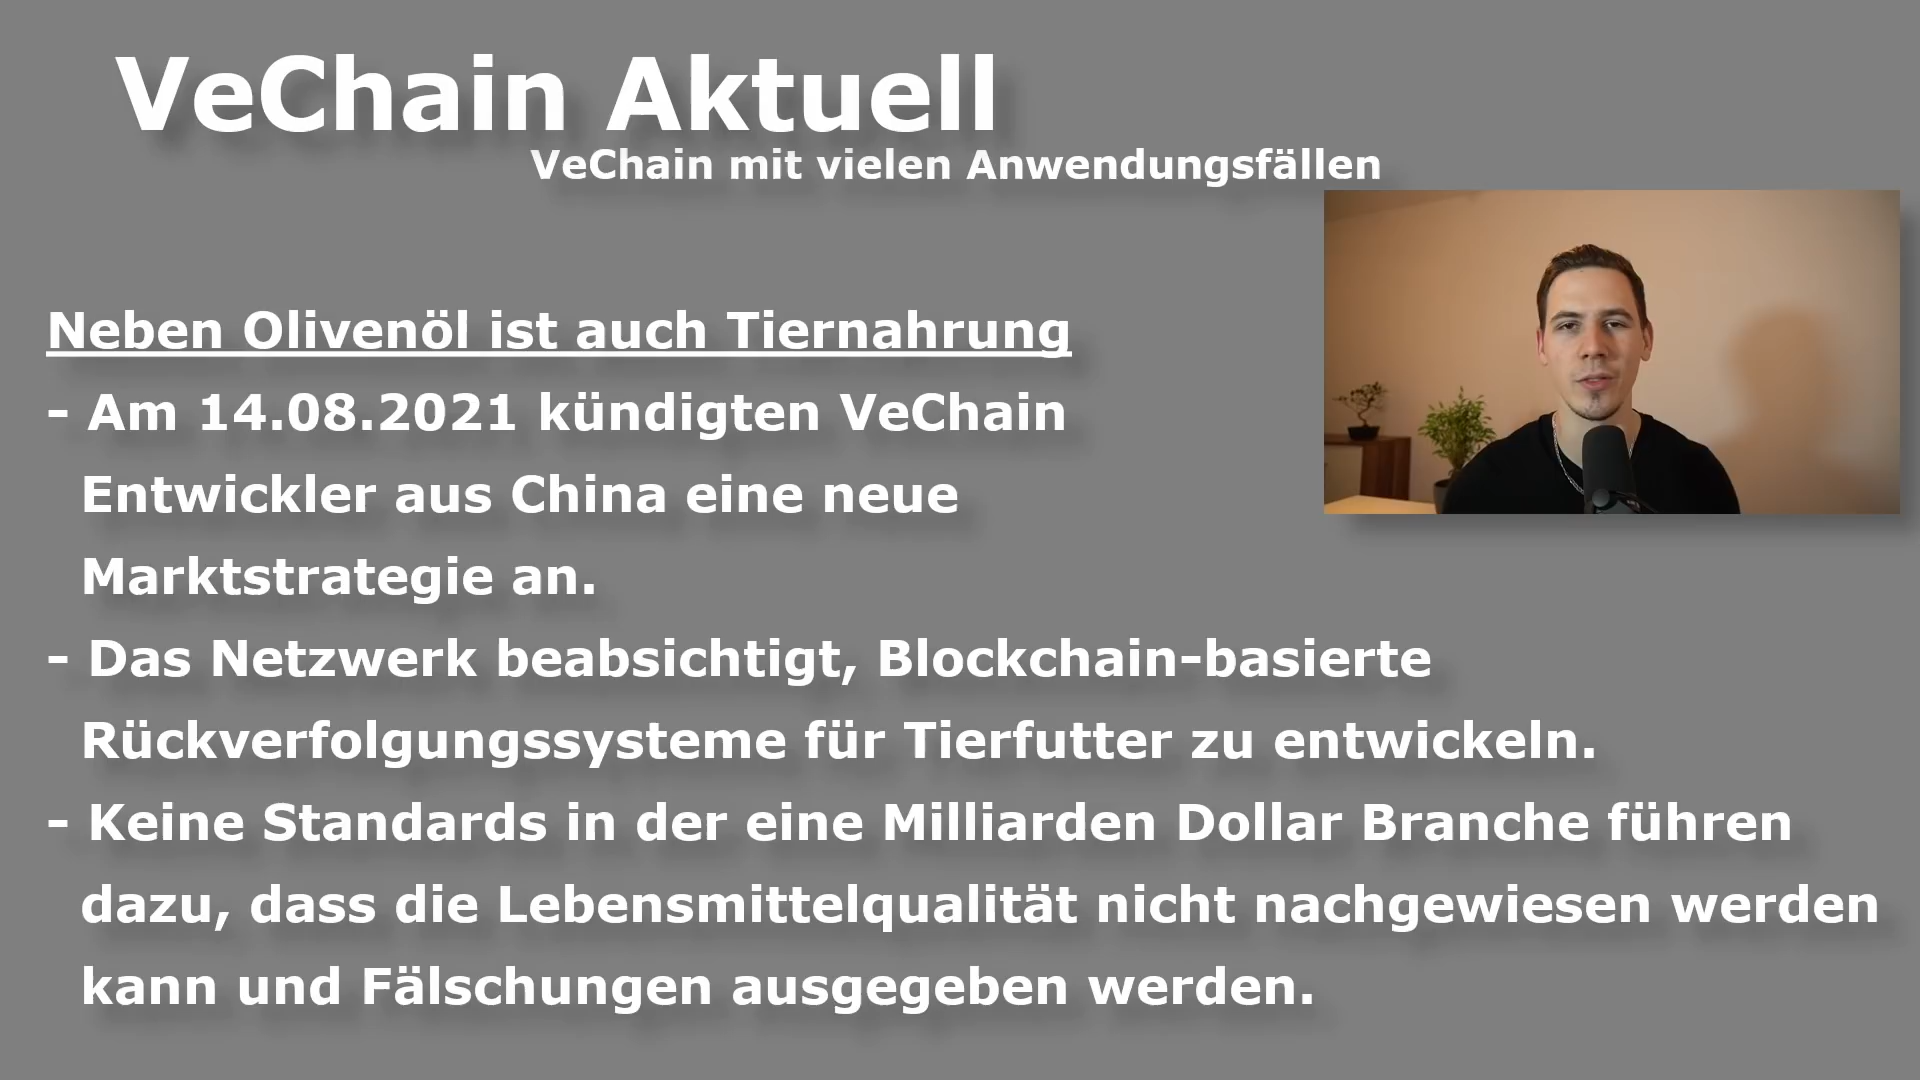 VeChain Aktuell
VeChain mit vielen Anwendungsfällen
Neben Olivenöl ist auch Tiernahrung
- Am 14.08.2021 kündigten VeChain
Entwickler aus China eine neue
Marktstrategie an.
- Das Netzwerk beabsichtigt, Blockchain-basierte
Rückverfolgungssysteme für Tierfutter zu entwickeln.
- Keine Standards in der eine Milliarden Dollar Branche führen
dazu, dass die Lebensmittelqualität nicht nachgewiesen werden
kann und Fälschungen ausgegeben werden.